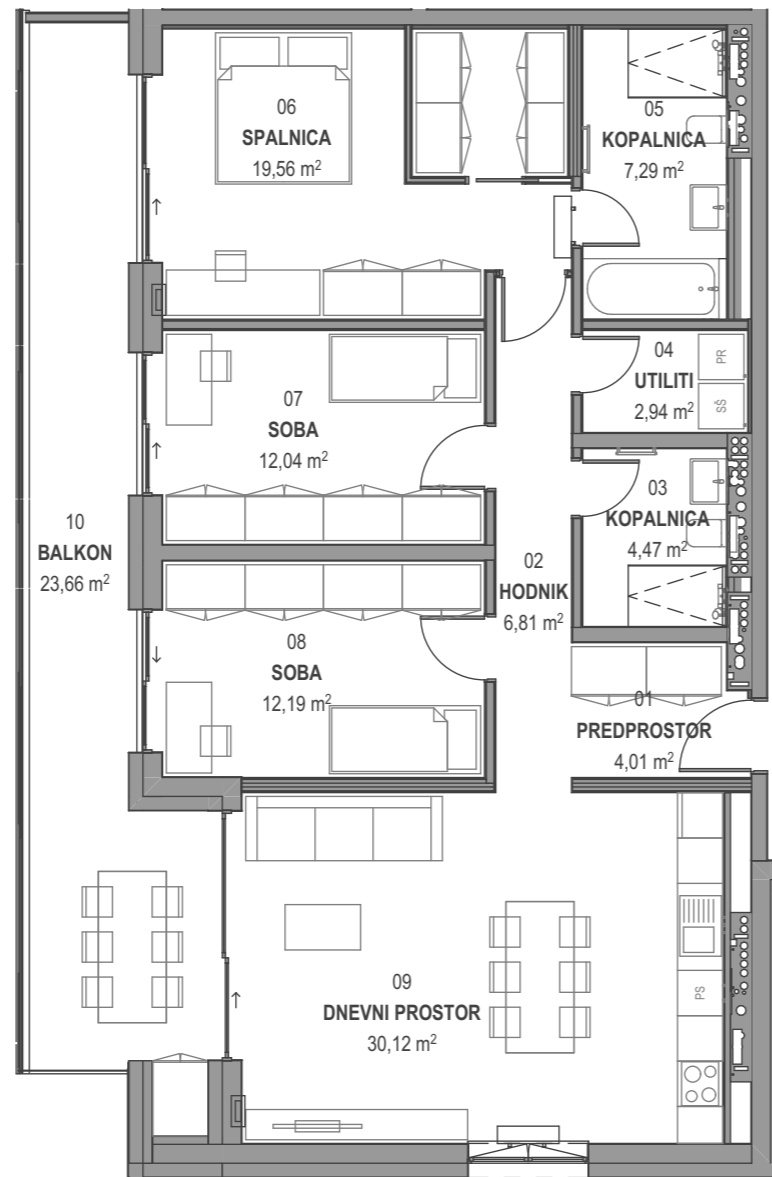 06
SPALNICA
19,56 m²
05
KOPALNICA
7,29 m²
04
UTILITI
2,94 m²
PR
SŠ
07
SOBA
12,04 m²
03
KOPALNICA
4,47 m²
10
BALKON
23,66 m²
02
HODNIK
6,81 m²
08
SOBA
12,19 m²
01
PREDPROSTOR
4,01 m²
09
DNEVNI PROSTOR
30,12 m²
PS